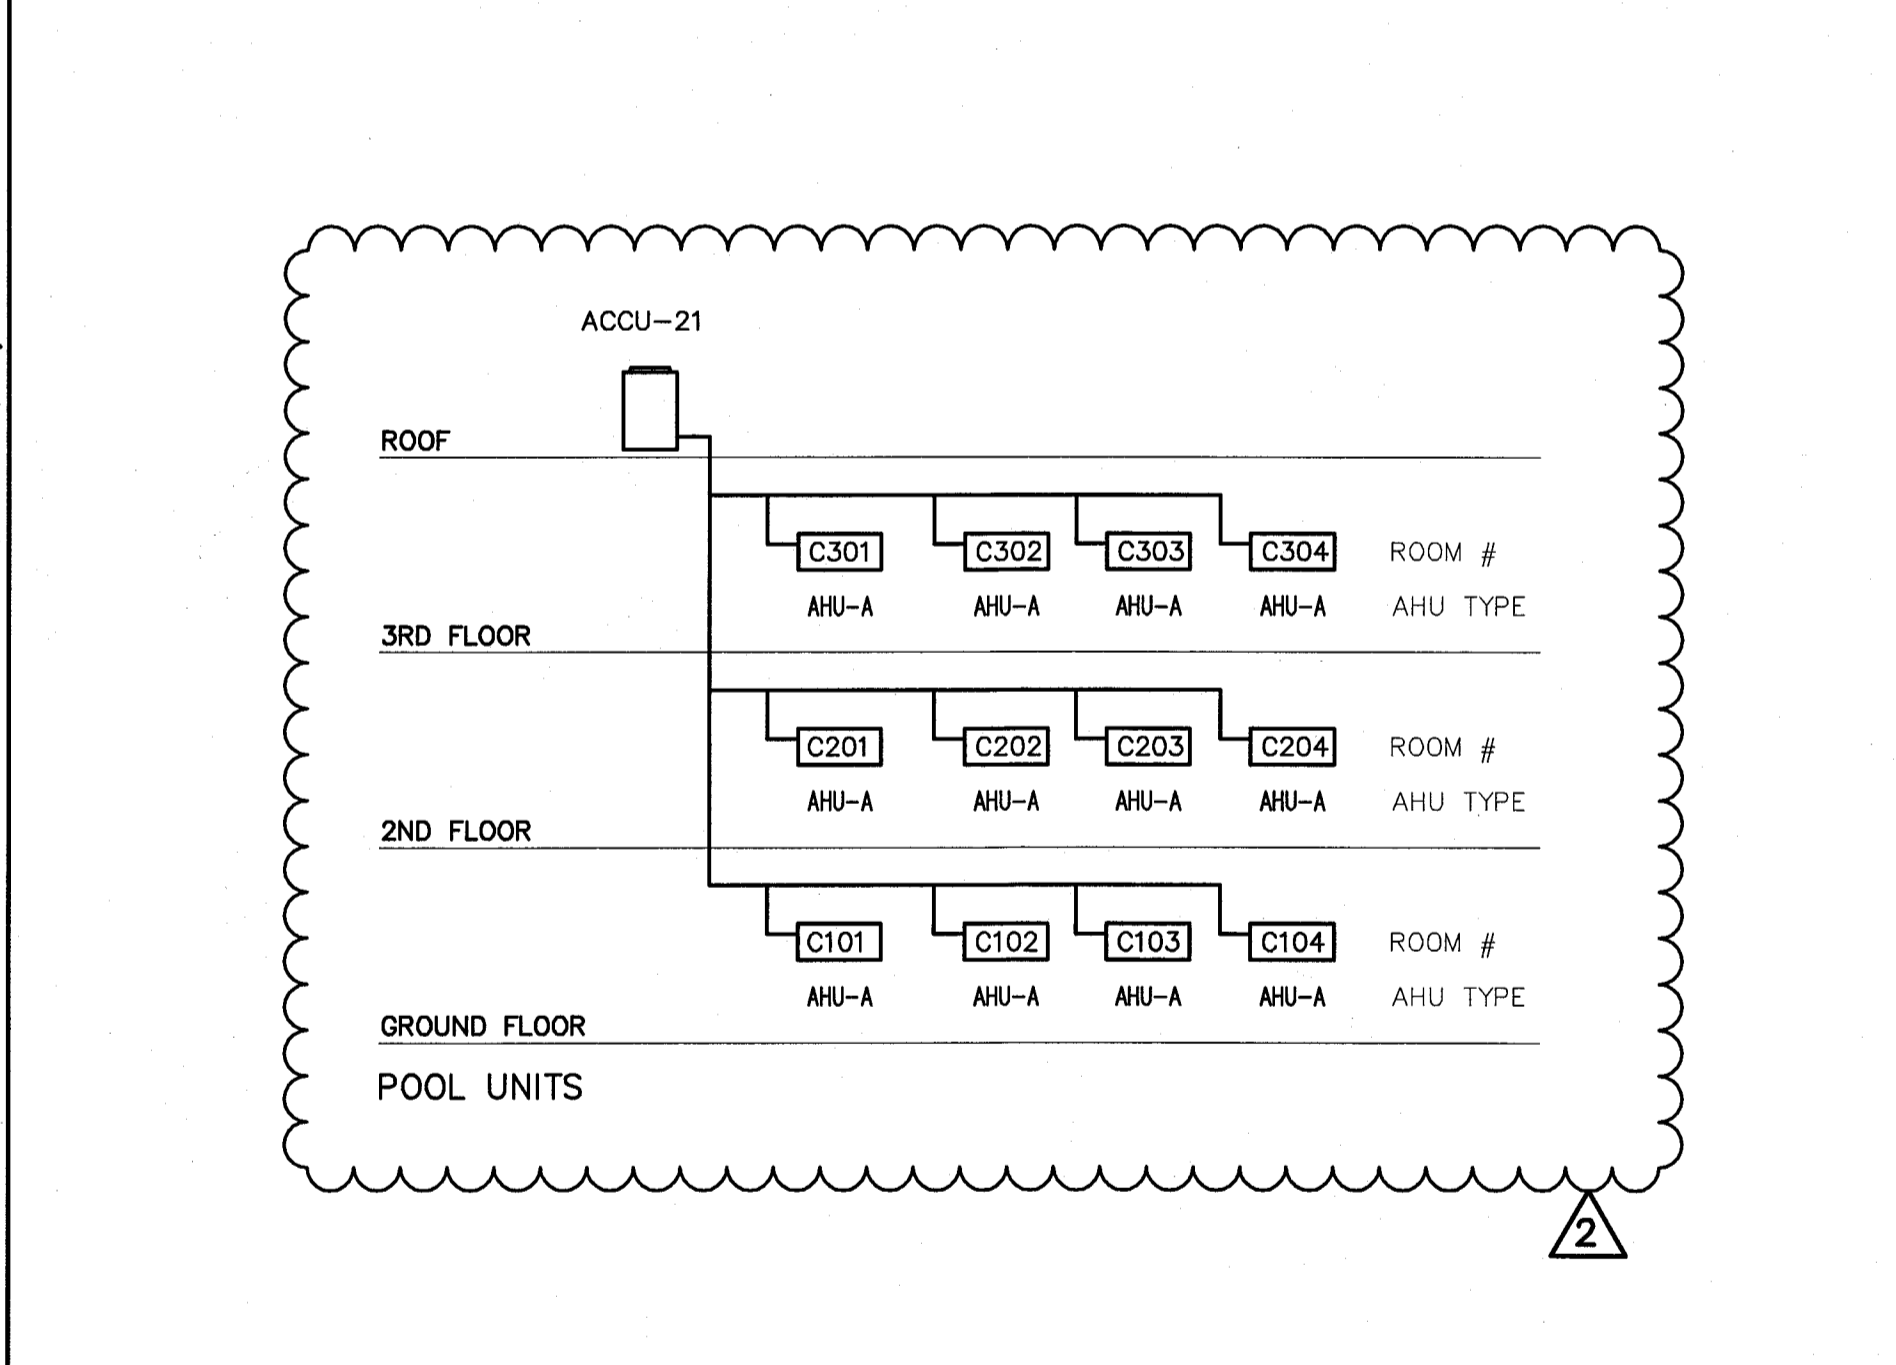 ACCU-21
ROOF
C301 C302 C303 C304 ROOM #
AHU-A AHU-A AHU-A AHU-A AHU TYPE
3RD FLOOR
C201 C202 C203 C204 ROOM #
AHU-A AHU-A AHU-A AHU-A AHU TYPE
2ND FLOOR
C101 C102 C103 C104 ROOM #
AHU-A AHU-A AHU-A AHU-A AHU TYPE
GROUND FLOOR
POOL UNITS
2